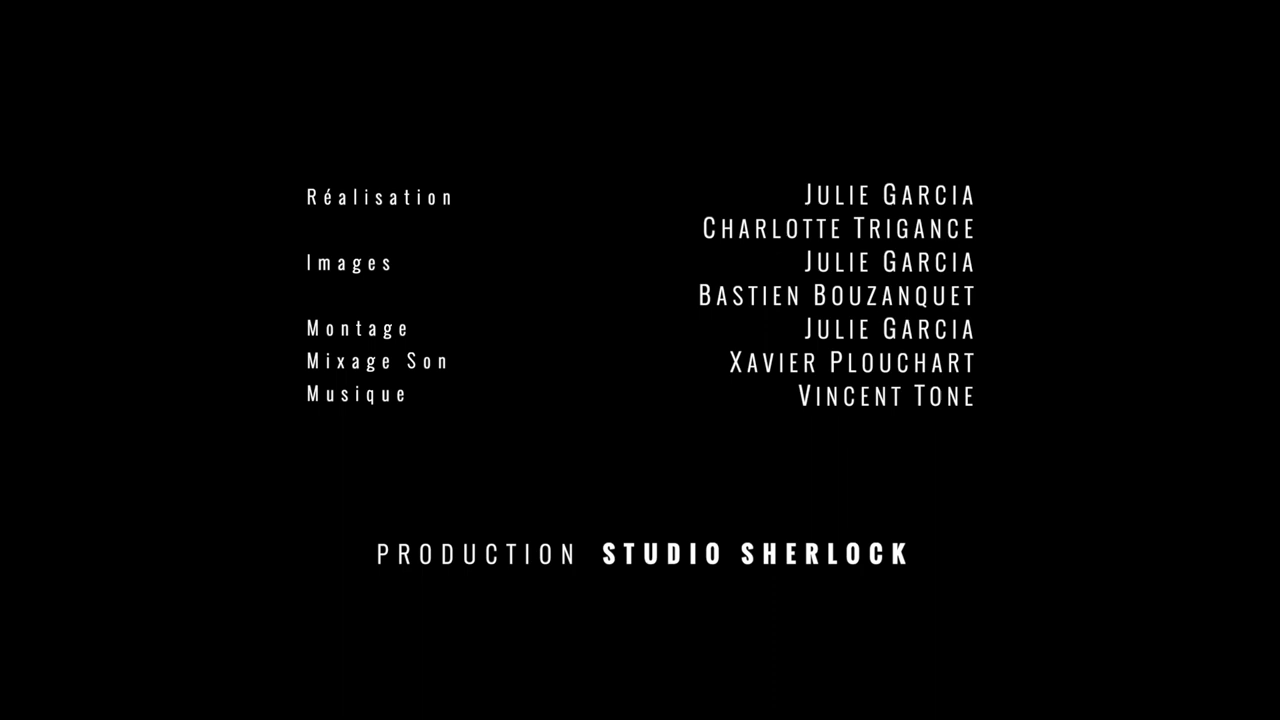 Réalisation JULIE GARCIA
CHARLOTTE TRIGANCE
Images JULIE GARCIA
BASTIEN BOUZANQUET
Montage JULIE GARCIA
Mixage Son XAVIER PLOUCHART
Musique VINCENT TONE
PRODUCTION STUDIO SHERLOCK